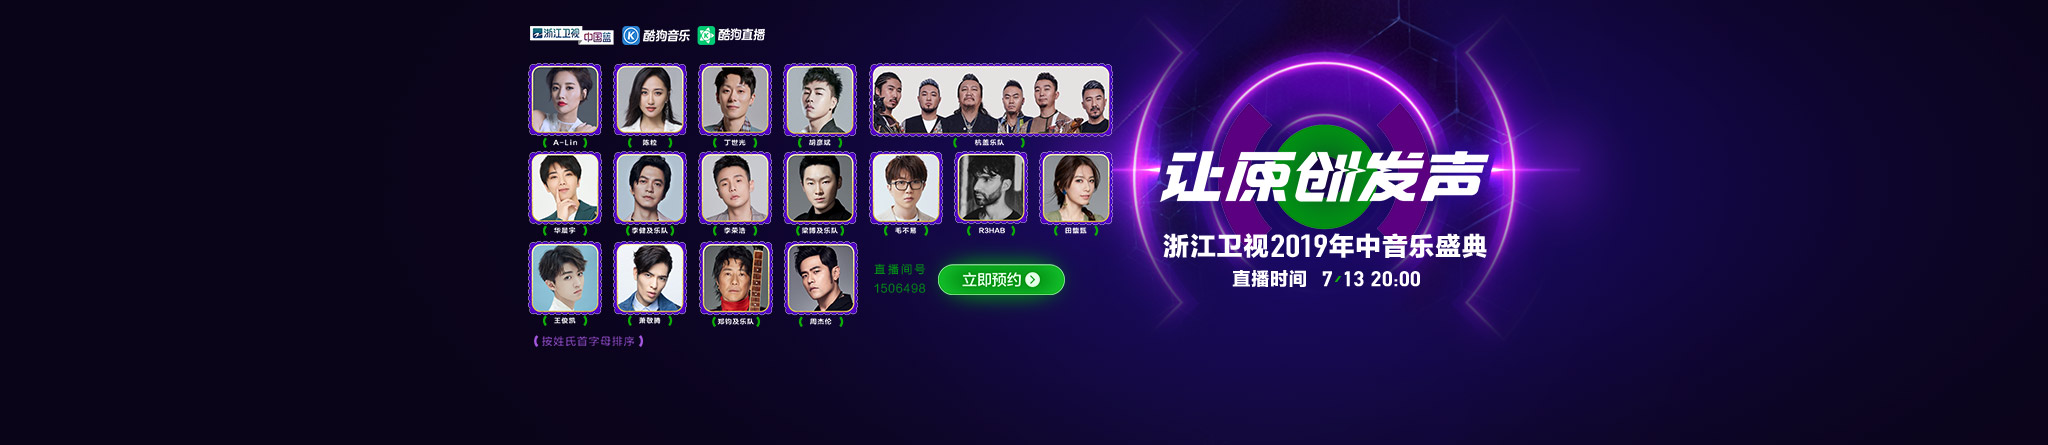 浙江卫视 中国蓝 K 酷狗音乐 酷狗直播
A-Lin 陈粒 丁世光 胡彦斌 杭盖乐队
华晨宇 李健及乐队 李荣浩 梁博及乐队 毛不易 R3HAB 田馥甄
王俊凯 萧敬腾 郑钧及乐队 周杰伦
直播间号
1506498
立即预约
按姓氏首字母排序
让原创发声
浙江卫视2019年中音乐盛典
直播时间 7/13 20:00